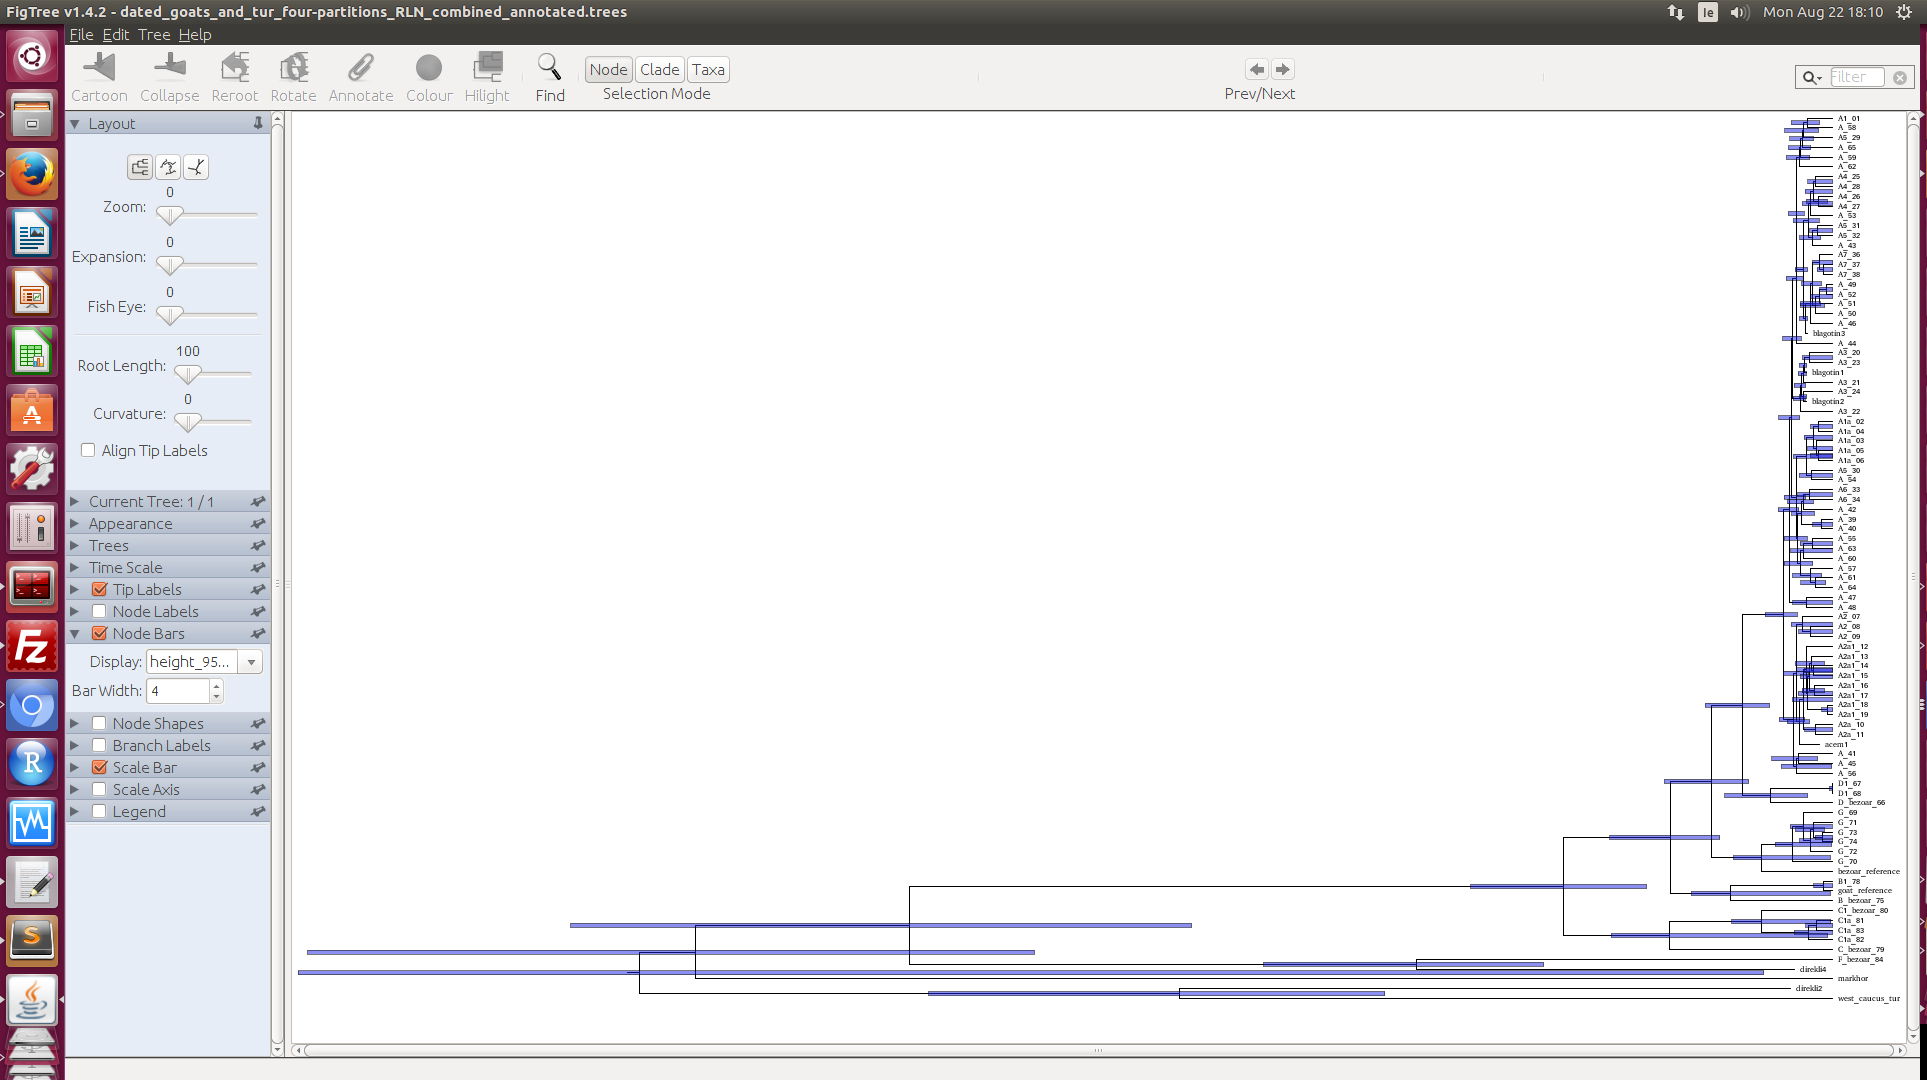 FigTree v1.4.2 - dated_goats_and_tur_four-partitions_RLN_combined_annotated.trees
Ie
Mon Aug 22 18:10
File Edit Tree Help
Cartoon Collapse Reroot Rotate Annotate Colour Hilight Find
Node Clade Taxa
Selection Mode
Prev/Next
Filter
Layout
0
Zoom:
0
Expansion:
0
Fish Eye:
100
Root Length:
0
Curvature:
Align Tip Labels
Current Tree: 1 / 1
Appearance
Trees
Time Scale
Tip Labels
Node Labels
Node Bars
Display: height_95...
Bar Width: 4
Node Shapes
Branch Labels
Scale Bar
Scale Axis
Legend
A1_01
A_58
A5_29
A_65
A_59
A_62
A4_25
A4_28
A4_26
A4_27
A_53
A5_31
A5_32
A_43
A7_36
A7_37
A7_38
A_49
A_52
A_51
A_50
A_46
blagotin3
A_44
A3_20
A3_23
blagotin1
A3_21
A3_24
blagotin2
A3_22
A1a_02
A1a_04
A1a_03
A1a_05
A1a_06
A5_30
A_54
A6_33
A6_34
A_42
A_39
A_40
A_55
A_63
A_60
A_57
A_61
A_64
A_47
A_48
A2_07
A2_08
A2_09
A2a1_12
A2a1_13
A2a1_14
A2a1_15
A2a1_16
A2a1_17
A2a1_18
A2a1_19
A2a_10
A2a_11
acem1
A_41
A_45
A_56
D1_67
D1_68
D_bezoar_66
G_69
G_71
G_73
G_74
G_72
G_70
bezoar_reference
B1_78
goat_reference
B_bezoar_75
C1_bezoar_80
C1a_81
C1a_83
C1a_82
C_bezoar_79
F_bezoar_84
direkli4
markhor
direkli2
west_caucus_tur